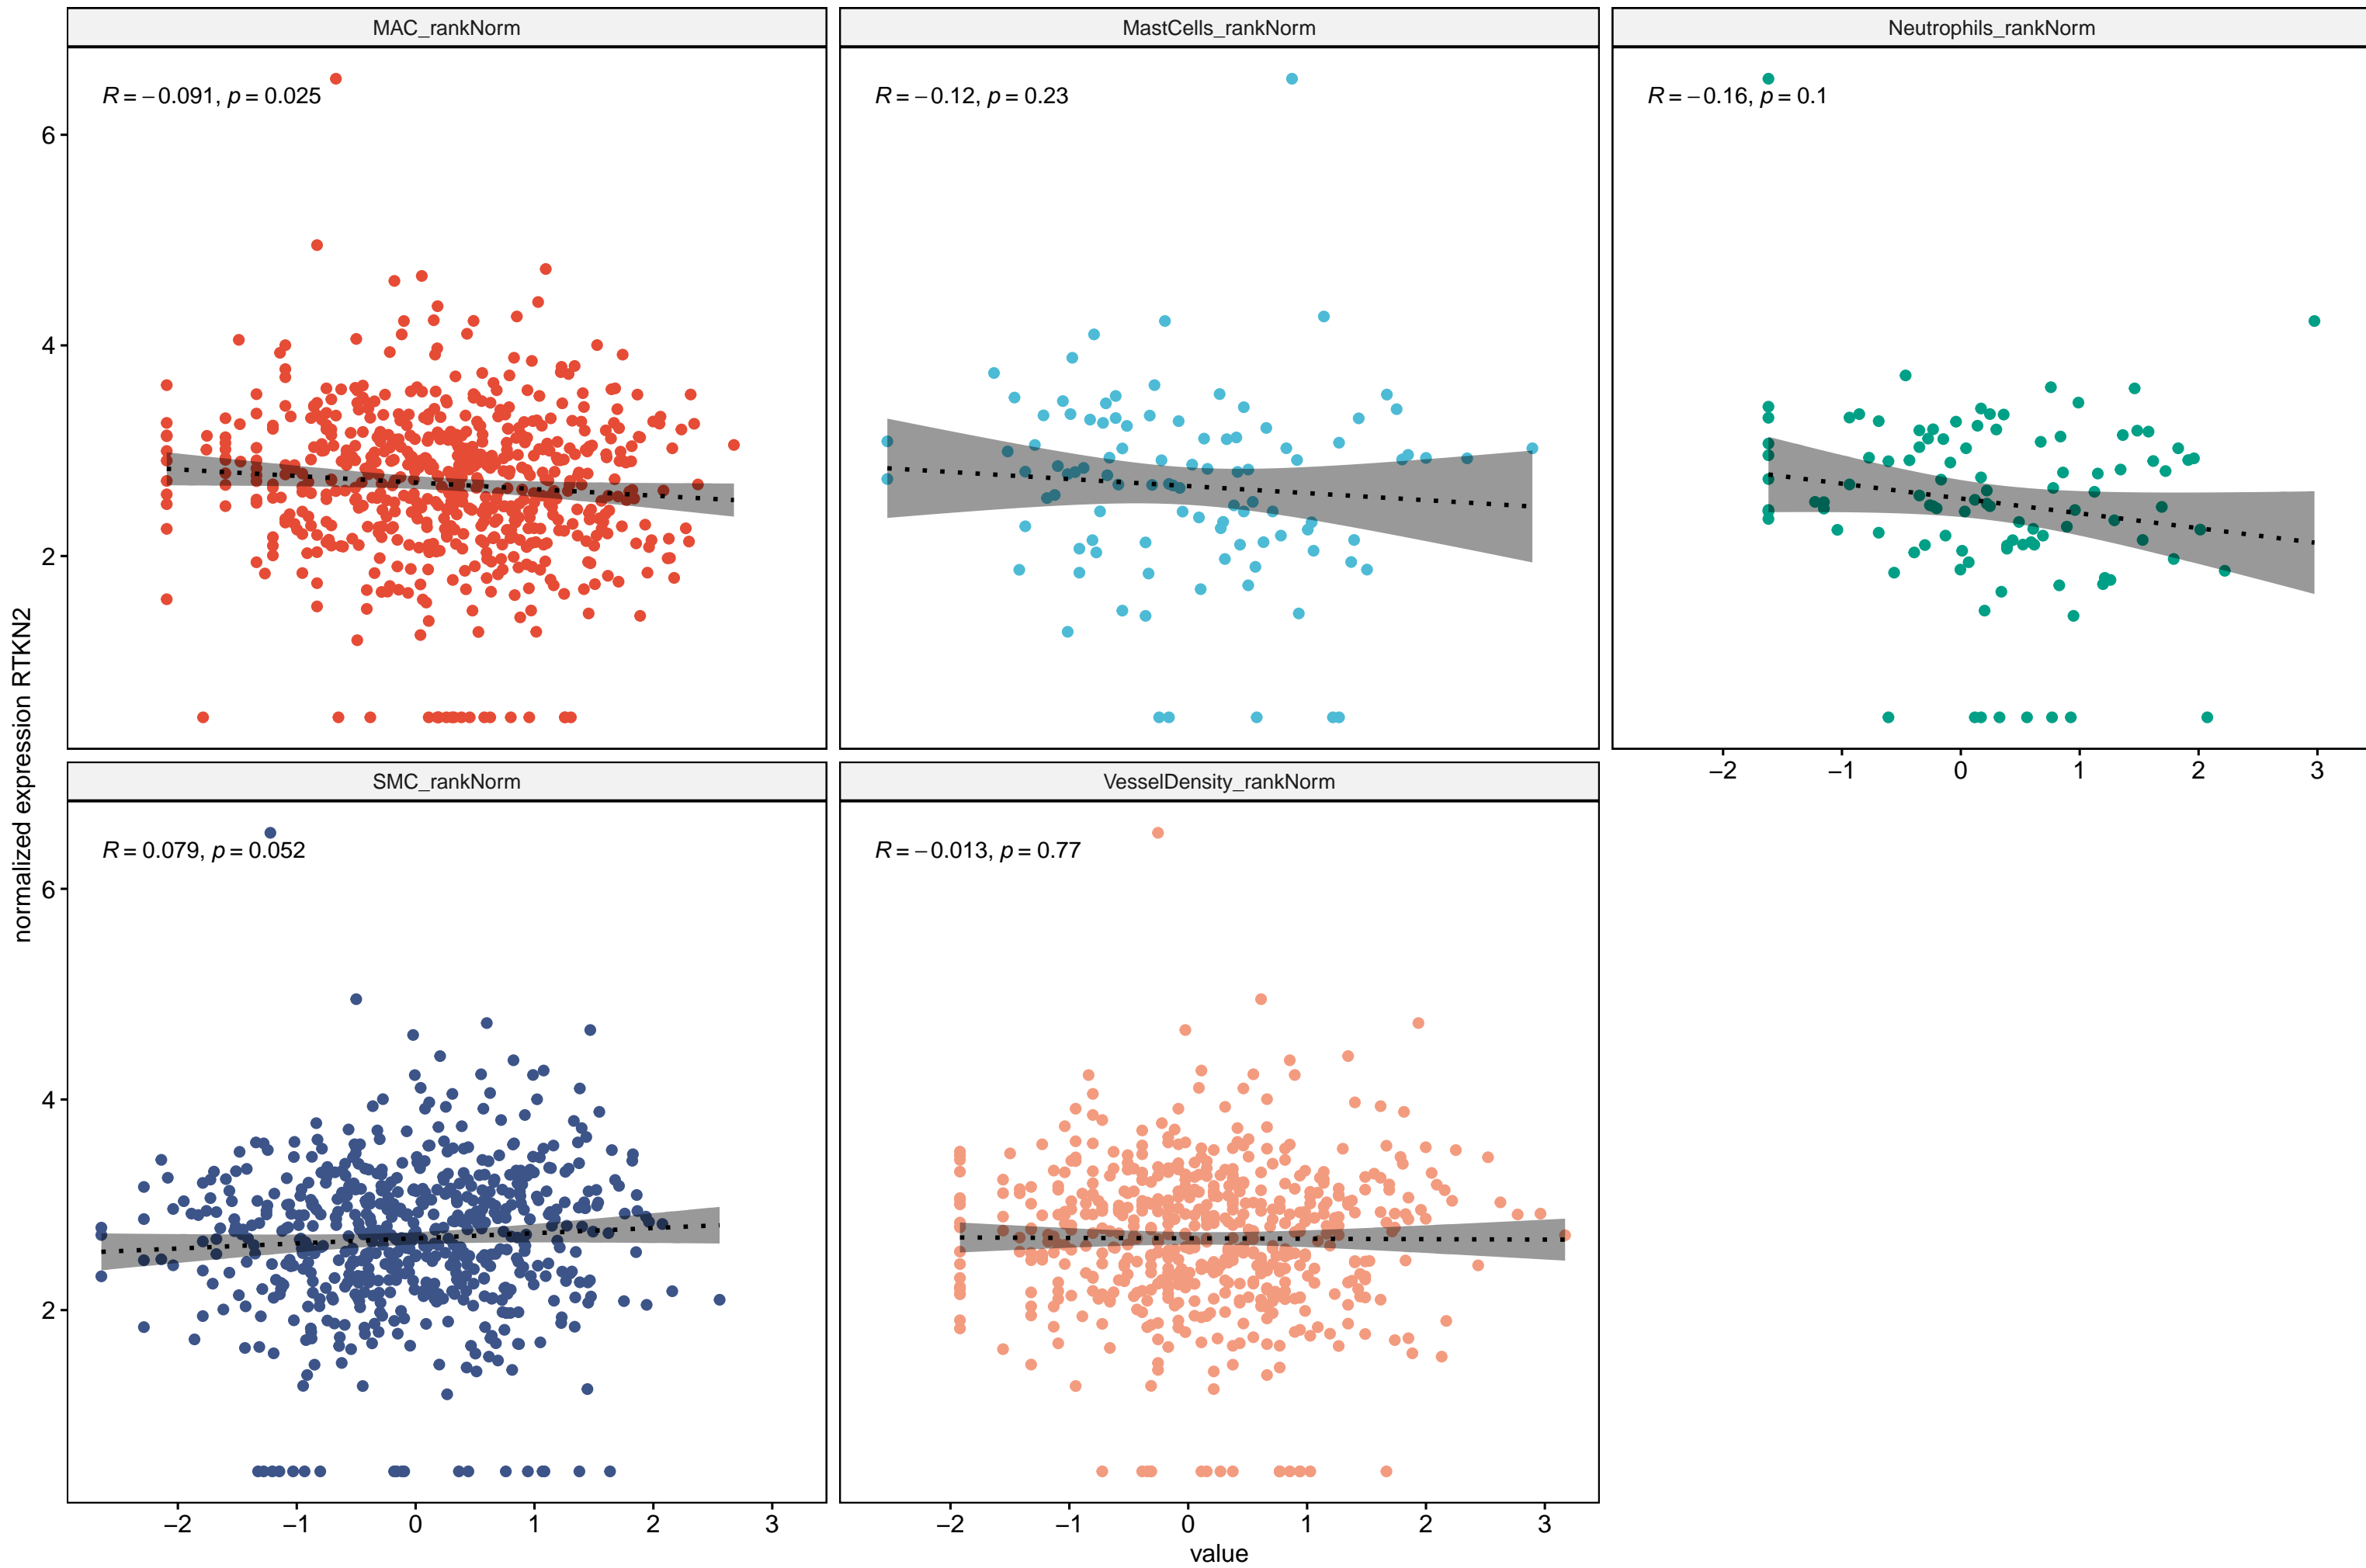 MAC_rankNorm
MastCells_rankNorm
Neutrophils_rankNorm
R = −0.091, p = 0.025
R = −0.12, p = 0.23
R = −0.16, p = 0.1
6
4
2
−2 −1 0 1 2 3
normalized expression RTKN2
SMC_rankNorm
VesselDensity_rankNorm
R = 0.079, p = 0.052
R = −0.013, p = 0.77
6
4
2
−2 −1 0 1 2 3
−2 −1 0 1 2 3
value